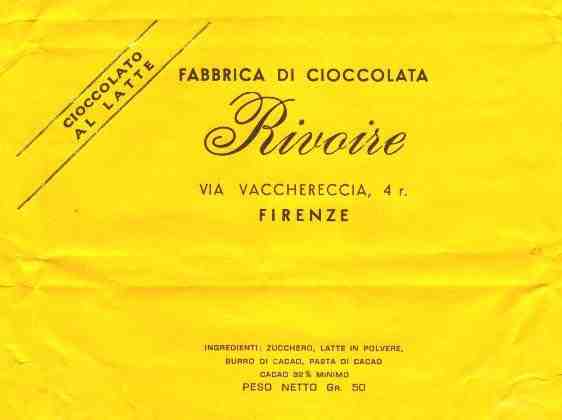 CIOCCOLATO
AL LATTE
FABBRICA DI CIOCCOLATA
Rivoire
VIA VACCHERECCIA, 4 r.
FIRENZE
INGREDIENTI: ZUCCHERO, LATTE IN POLVERE,
BURRO DI CACAO, PASTA DI CACAO
CACAO 32% MINIMO
PESO NETTO Gr. 50